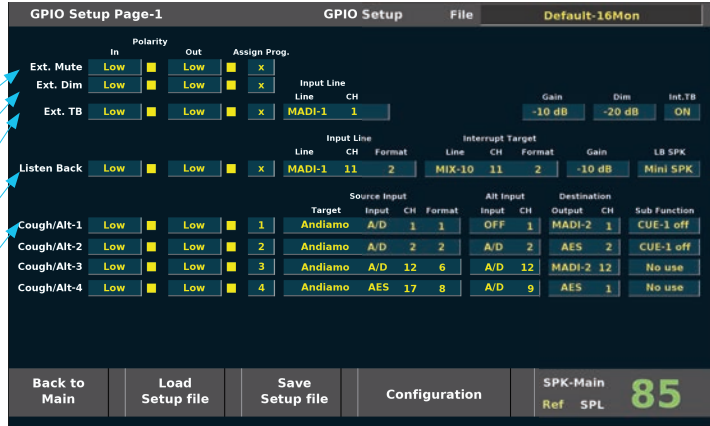 GPIO Setup Page-1 GPIO Setup File Default-16Mon
Polarity
In Out Assign Prog.
Ext. Mute Low Low x
Ext. Dim Low Low x Input Line
Line CH Gain Dim Int.TB
Ext. TB Low Low x MADI-1 1 -10 dB -20 dB ON
Input Line Interrupt Target
Line CH Format Line CH Format Gain LB SPK
Listen Back Low Low x MADI-1 11 2 MIX-10 11 2 -10 dB Mini SPK
Source Input Alt Input Destination
Target Input CH Format Input CH Output CH Sub Function
Cough/Alt-1 Low Low 1 Andiamo A/D 1 1 OFF 1 MADI-2 1 CUE-1 off
Cough/Alt-2 Low Low 2 Andiamo A/D 2 2 A/D 2 AES 2 CUE-1 off
Cough/Alt-3 Low Low 3 Andiamo A/D 12 6 A/D 12 MADI-2 12 No use
Cough/Alt-4 Low Low 4 Andiamo AES 17 8 A/D 9 AES 1 No use
Back to Main Load Setup file Save Setup file Configuration SPK-Main 85
Ref SPL